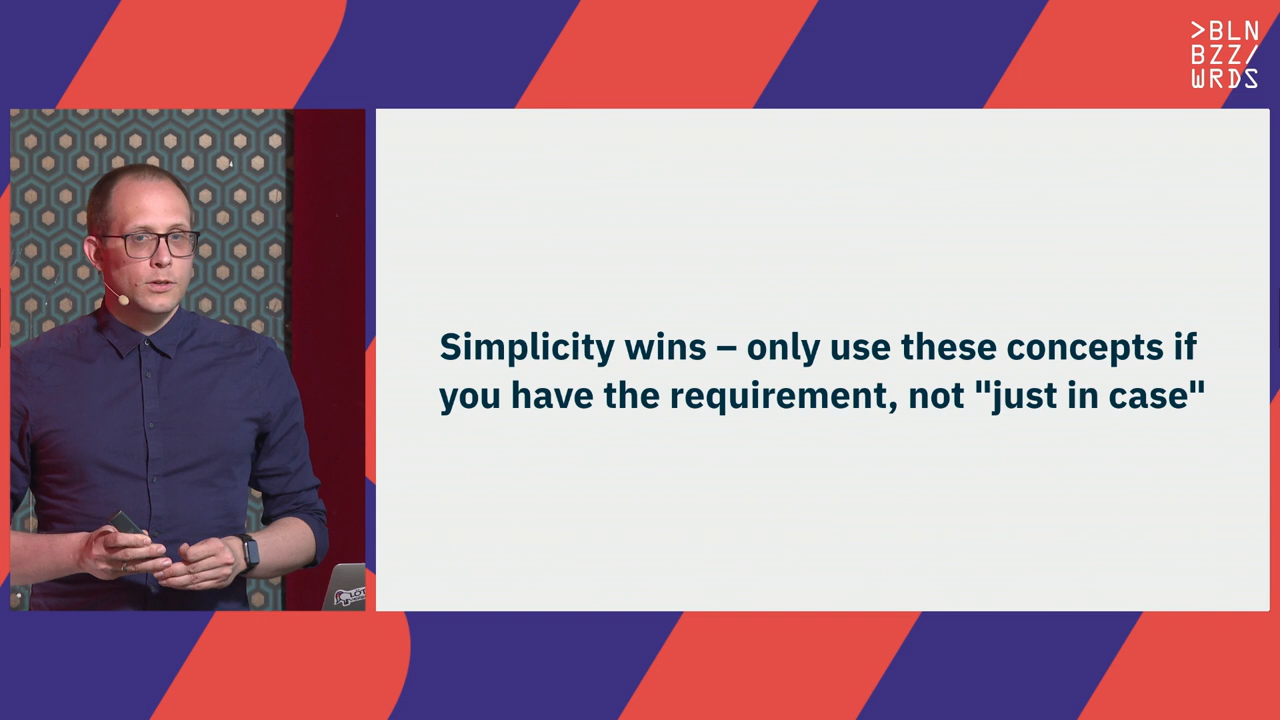 >BLN
BZZ/
WRDS
Simplicity wins – only use these concepts if
you have the requirement, not "just in case"